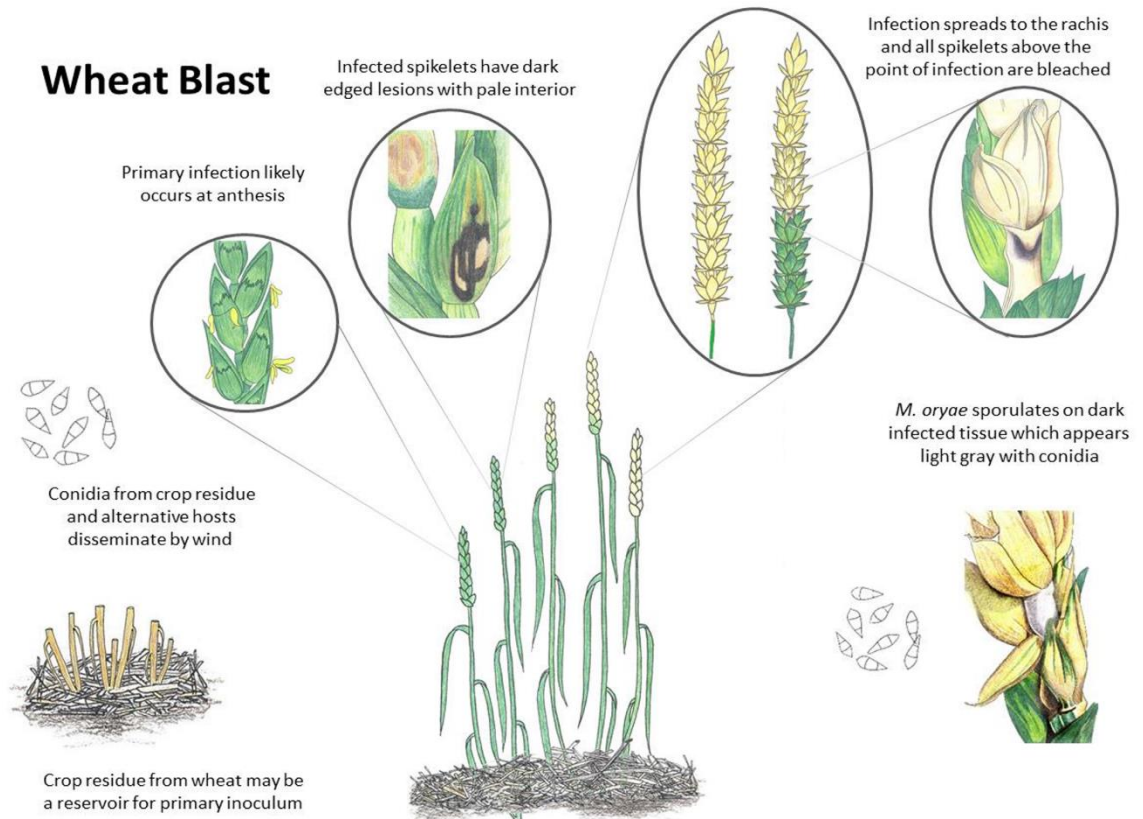 Wheat Blast
Infected spikelets have dark
edged lesions with pale interior
Infection spreads to the rachis
and all spikelets above the
point of infection are bleached
Primary infection likely
occurs at anthesis
M. oryae sporulates on dark
infected tissue which appears
light gray with conidia
Conidia from crop residue
and alternative hosts
disseminate by wind
Crop residue from wheat may be
a reservoir for primary inoculum